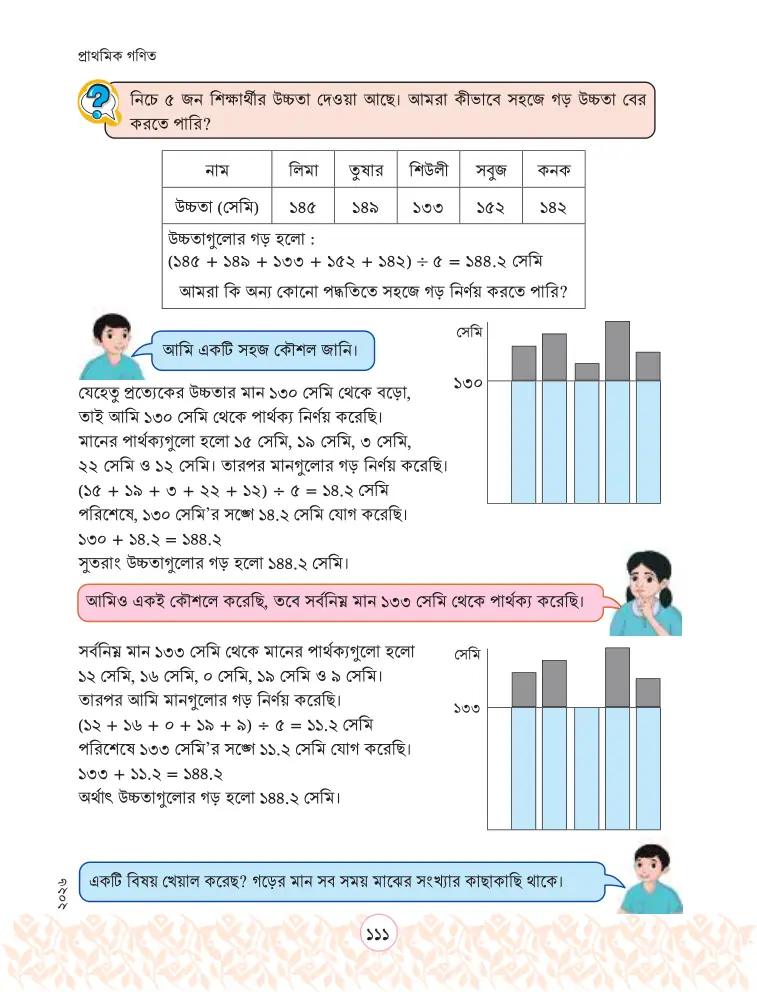 প্রাথমিক গণিত
নিচে ৫ জন শিক্ষার্থীর উচ্চতা দেওয়া আছে। আমরা কীভাবে সহজে গড় উচ্চতা বের
করতে পারি?
নাম লিমা তুষার শিউলী সবুজ কনক
উচ্চতা (সেমি) ১৪৫ ১৪৯ ১৩৩ ১৫২ ১৪২
উচ্চতাগুলোর গড় হলো :
(১৪৫ + ১৪৯ + ১৩৩ + ১৫২ + ১৪২) ÷ ৫ = ১৪৪.২ সেমি
আমরা কি অন্য কোনো পদ্ধতিতে সহজে গড় নির্ণয় করতে পারি?
আমি একটি সহজ কৌশল জানি।
সেমি
১৩০
যেহেতু প্রত্যেকের উচ্চতার মান ১৩০ সেমি থেকে বড়ো,
তাই আমি ১৩০ সেমি থেকে পার্থক্য নির্ণয় করেছি।
মানের পার্থক্যগুলো হলো ১৫ সেমি, ১৯ সেমি, ৩ সেমি,
২২ সেমি ও ১২ সেমি। তারপর মানগুলোর গড় নির্ণয় করেছি।
(১৫ + ১৯ + ৩ + ২২ + ১২) ÷ ৫ = ১৪.২ সেমি
পরিশেষে, ১৩০ সেমি’র সঙ্গে ১৪.২ সেমি যোগ করেছি।
১৩০ + ১৪.২ = ১৪৪.২
সুতরাং উচ্চতাগুলোর গড় হলো ১৪৪.২ সেমি।
আমিও একই কৌশলে করেছি, তবে সর্বনিম্ন মান ১৩৩ সেমি থেকে পার্থক্য করেছি।
সর্বনিম্ন মান ১৩৩ সেমি থেকে মানের পার্থক্যগুলো হলো
১২ সেমি, ১৬ সেমি, ০ সেমি, ১৯ সেমি ও ৯ সেমি।
তারপর আমি মানগুলোর গড় নির্ণয় করেছি।
(১২ + ১৬ + ০ + ১৯ + ৯) ÷ ৫ = ১১.২ সেমি
পরিশেষে ১৩৩ সেমি’র সঙ্গে ১১.২ সেমি যোগ করেছি।
১৩৩ + ১১.২ = ১৪৪.২
অর্থাৎ উচ্চতাগুলোর গড় হলো ১৪৪.২ সেমি।
সেমি
১৩৩
একটি বিষয় খেয়াল করেছ? গড়ের মান সব সময় মাঝের সংখ্যার কাছাকাছি থাকে।
২০২৬
১১১